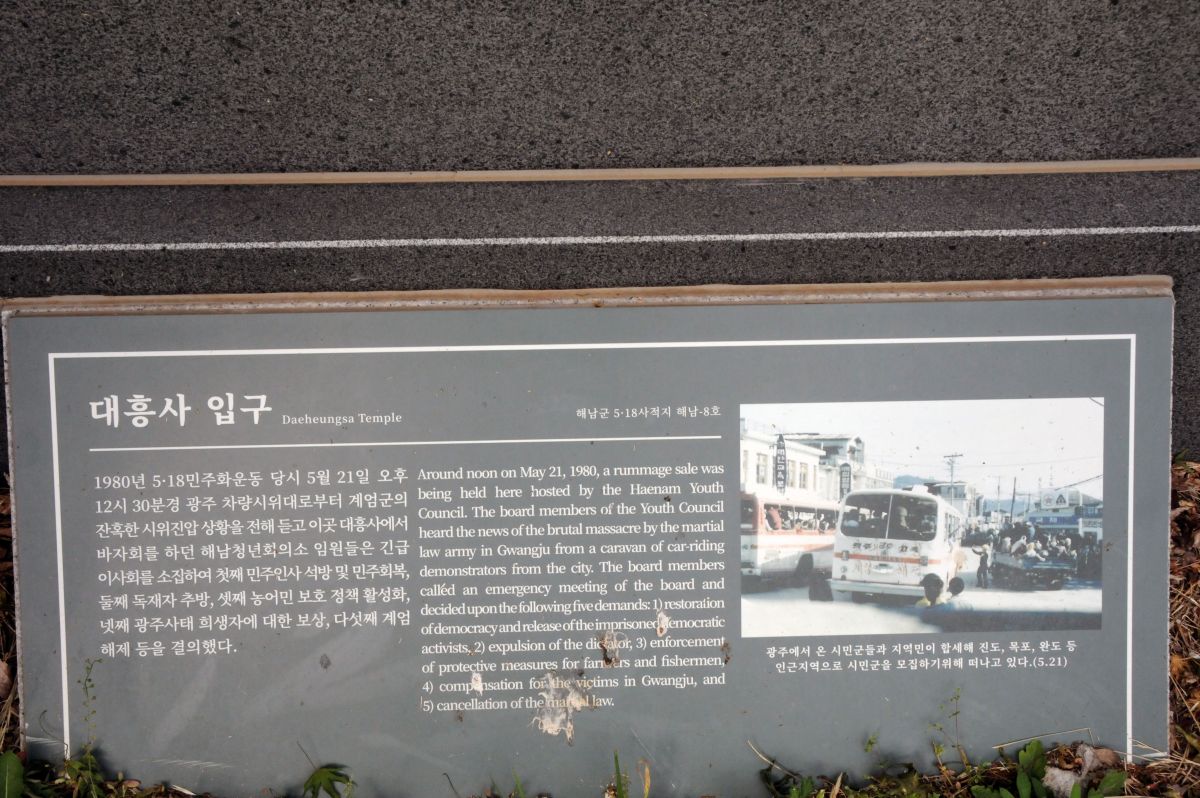 대흥사 입구 Daeheungsa Temple
해남군 5·18사적지 해남-8호
1980년 5·18민주화운동 당시 5월 21일 오후
12시 30분경 광주 차량시위대로부터 계엄군의
잔혹한 시위진압 상황을 전해 듣고 이곳 대흥사에서
바자회를 하던 해남청년회의소 임원들은 긴급
이사회를 소집하여 첫째 민주인사 석방 및 민주회복,
둘째 독재자 추방, 셋째 농어민 보호 정책 활성화,
넷째 광주사태 희생자에 대한 보상, 다섯째 계엄
해제 등을 결의했다.
Around noon on May 21, 1980, a rummage sale was
being held here hosted by the Haenam Youth
Council. The board members of the Youth Council
heard the news of the brutal massacre by the martial
law army in Gwangju from a caravan of car-riding
demonstrators from the city. The board members
called an emergency meeting of the board and
decided upon the following five demands: 1) restoration
of democracy and release of the imprisoned democratic
activists, 2) expulsion of the dictator, 3) enforcement
of protective measures for farmers and fishermen,
4) compensation for the victims in Gwangju, and
5) cancellation of the martial law.
광주에서 온 시민군들과 지역민이 합세해 진도, 목포, 완도 등
인근지역으로 시민군을 모집하기위해 떠나고 있다.(5.21)